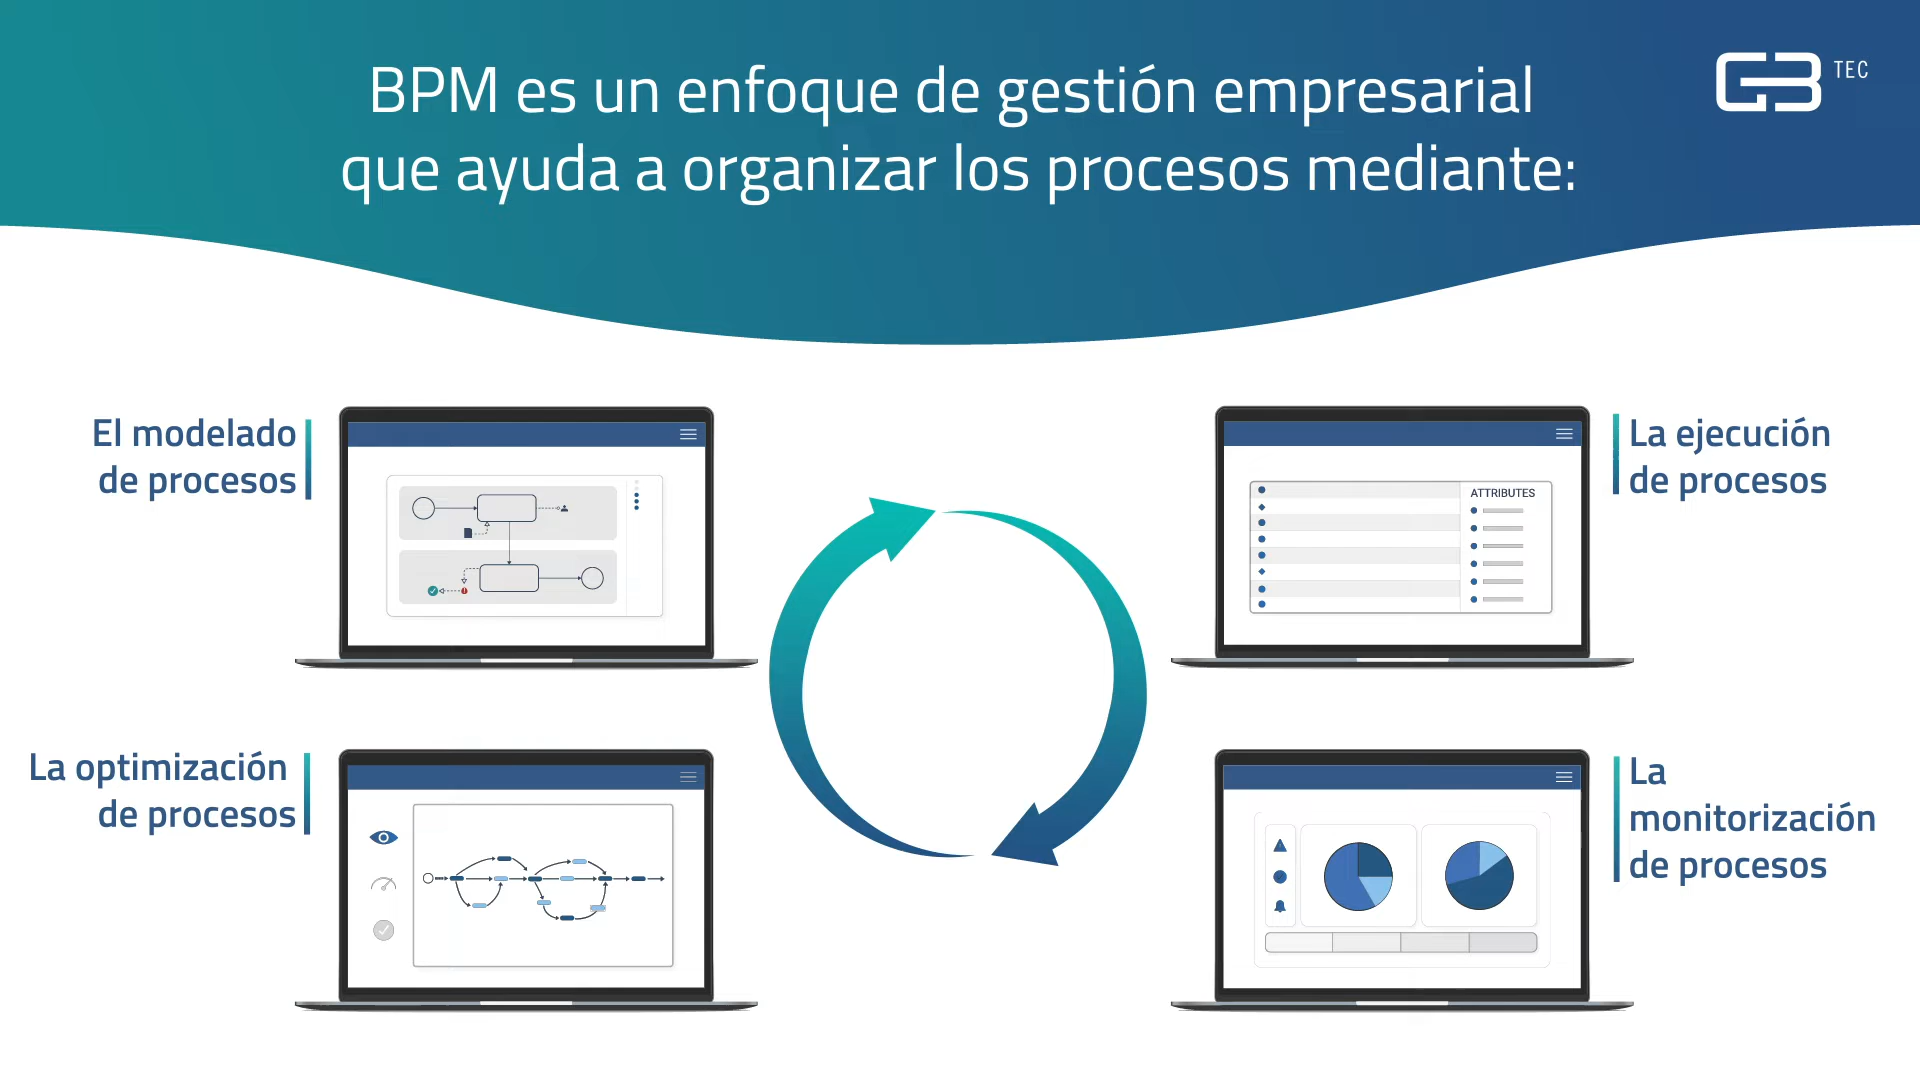 BPM es un enfoque de gestión empresarial
que ayuda a organizar los procesos mediante:
GB TEC
El modelado
de procesos
La ejecución
de procesos
ATTRIBUTES
La optimización
de procesos
La
monitorización
de procesos